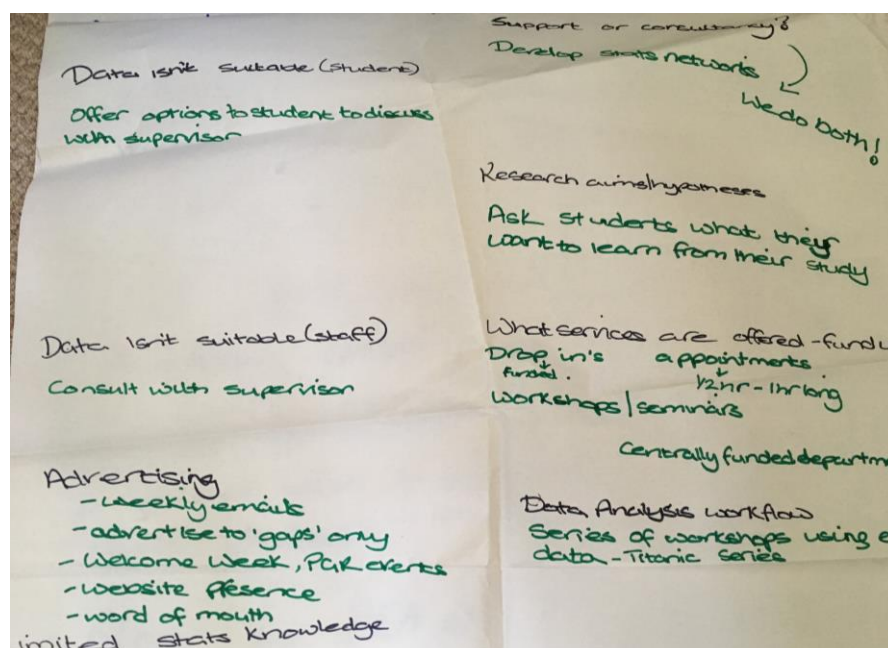 Data isn't suitable (student)
Offer options to student to discuss
with supervisor
Data isn't suitable (staff)
Consult with supervisor
Advertising
- weekly emails
- advertise to 'gaps' only
- Welcome Week, PGR events
- website presence
- word of mouth
imited stats knowledge
Support or consultancy?
Develop stats networks
We do both!
Research aims/hypotheses
Ask students what they
want to learn from their study
What services are offered - fund
Drop in's appointments
funded. 1/2 hr - 1hr long
workshops / seminars
Centrally funded departm
Data Analysis workflow
Series of workshops using e
data - Titanic series